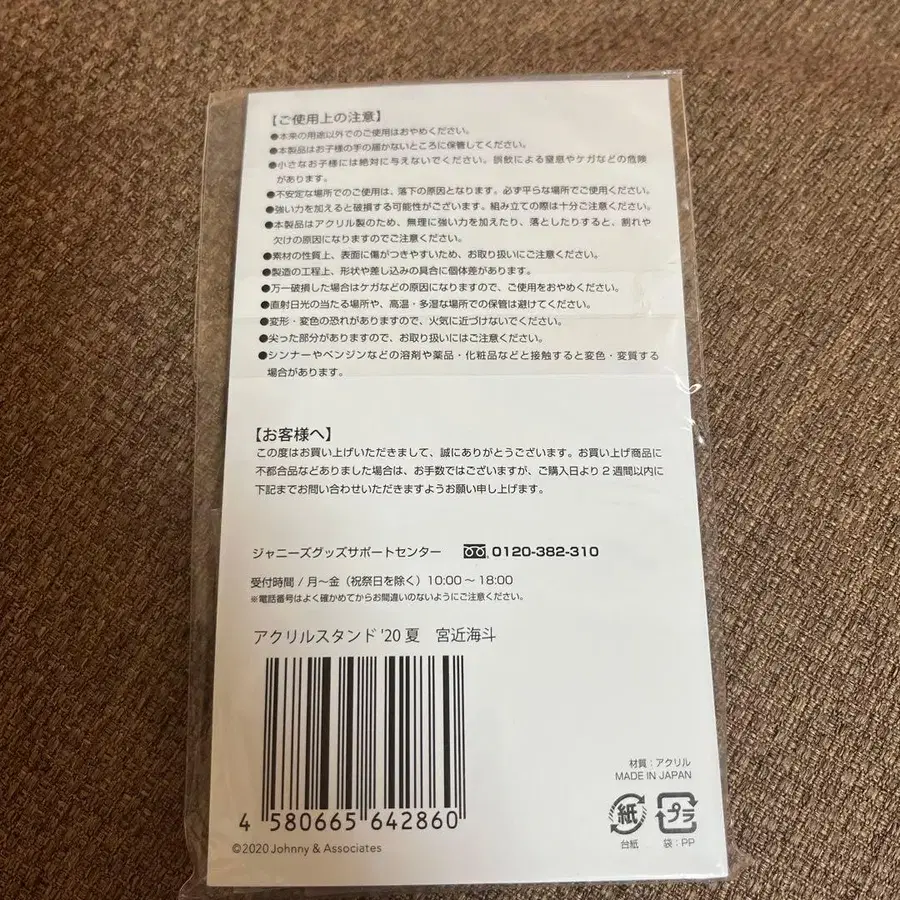 【ご使用上の注意】
●本来の用途以外でのご使用はおやめください。
●本製品はお子様の手の届かないところに保管してください。
●小さなお子様には絶対に与えないでください。誤飲による窒息やケガなどの危険
があります。
●不安定な場所でのご使用は、落下の原因となります。必ず平らな場所でご使用ください。
●強い力を加えると破損する可能性がございます。組み立ての際は十分ご注意ください。
●本製品はアクリル製のため、無理に強い力を加えたり、落としたりすると、割れや
欠けの原因になりますのでご注意ください。
●素材の性質上、表面に傷がつきやすいため、お取り扱いにご注意ください。
●製造の工程上、形状や差し込みの具合に個体差があります。
●万一破損した場合はケガなどの原因になりますので、ご使用をおやめください。
●直射日光の当たる場所や、高温・多湿な場所での保管は避けてください。
●変形・変色の恐れがありますので、火気に近づけないでください。
●尖った部分がありますので、お取り扱いにはご注意ください。
●シンナーやベンジンなどの溶剤や薬品・化粧品などと接触すると変色・変質する
場合があります。
【お客様へ】
この度はお買い上げいただきまして、誠にありがとうございます。お買い上げ商品に
不都合品などありました場合は、お手数ではございますが、ご購入日より2週間以内に
下記までお問い合わせいただきますようお願い申し上げます。
ジャニーズグッズサポートセンター 0120-382-310
受付時間 / 月～金（祝祭日を除く）10:00～18:00
※電話番号はよく確かめてからお間違いのないようにご注意ください。
アクリルスタンド '20 夏 宮近海斗
4 580665 642860
©2020 Johnny & Associates
材質：アクリル
MADE IN JAPAN
紙 プラ
台紙 袋：PP